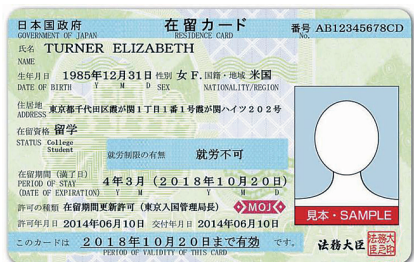 日本国政府 在留カード 番号 AB12345678CD
GOVERNMENT OF JAPAN RESIDENCE CARD No.
氏名 TURNER ELIZABETH
NAME
生年月日 1985年12月31日 性別 女 F. 国籍・地域 米国
DATE OF BIRTH Y M D SEX NATIONALITY/REGION
住居地 東京都千代田区霞が関1丁目1番1号霞が関ハイツ202号
ADDRESS
在留資格 留学
STATUS College Student
就労制限の有無 就労不可
在留期間(満了日) 4年3月(2018年10月20日)
PERIOD OF STAY Y M Y M D
(DATE OF EXPIRATION)
MOJ
許可の種類 在留期間更新許可(東京入国管理局長)
見本・SAMPLE
許可年月日 2014年06月10日 交付年月日 2014年06月10日
このカードは 2018年10月20日まで有効 です。
PERIOD OF VALIDITY OF THIS CARD
法務大臣